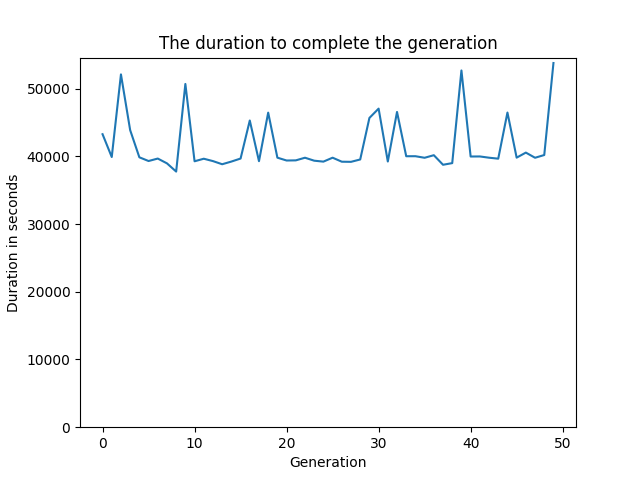 The duration to complete the generation
Duration in seconds
50000
40000
30000
20000
10000
0
0 10 20 30 40 50
Generation